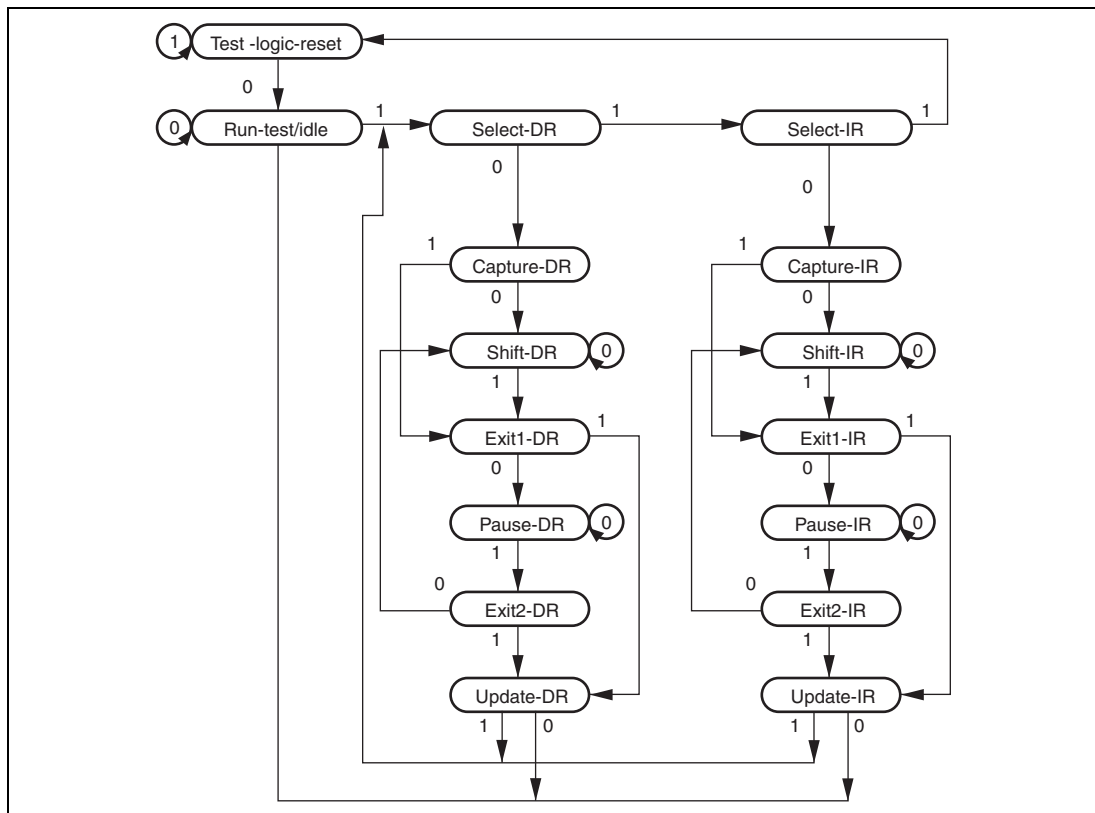 1 Test -logic-reset
0
0 Run-test/idle 1 Select-DR 1 Select-IR 1
0 0
1 Capture-DR 1 Capture-IR
0 0
Shift-DR 0 Shift-IR 0
1 1
Exit1-DR 1 Exit1-IR 1
0 0
Pause-DR 0 Pause-IR 0
1 1
0 Exit2-DR 0 Exit2-IR
1 1
Update-DR Update-IR
1 0 1 0